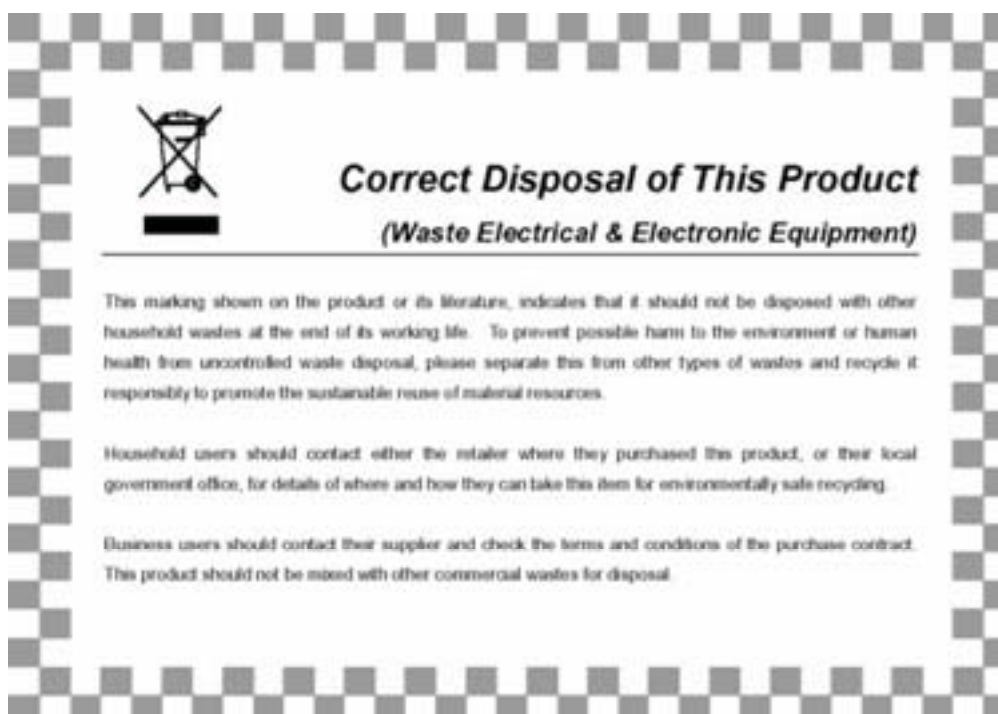 Correct Disposal of This Product
(Waste Electrical & Electronic Equipment)
This marking shown on the product or its literature, indicates that it should not be disposed with other
household wastes at the end of its working life. To prevent possible harm to the environment or human
health from uncontrolled waste disposal, please separate this from other types of wastes and recycle it
responsibly to promote the sustainable reuse of material resources.
Household users should contact either the retailer where they purchased this product, or their local
government office, for details of where and how they can take this item for environmentally safe recycling.
Business users should contact their supplier and check the terms and conditions of the purchase contract.
This product should not be mixed with other commercial wastes for disposal.